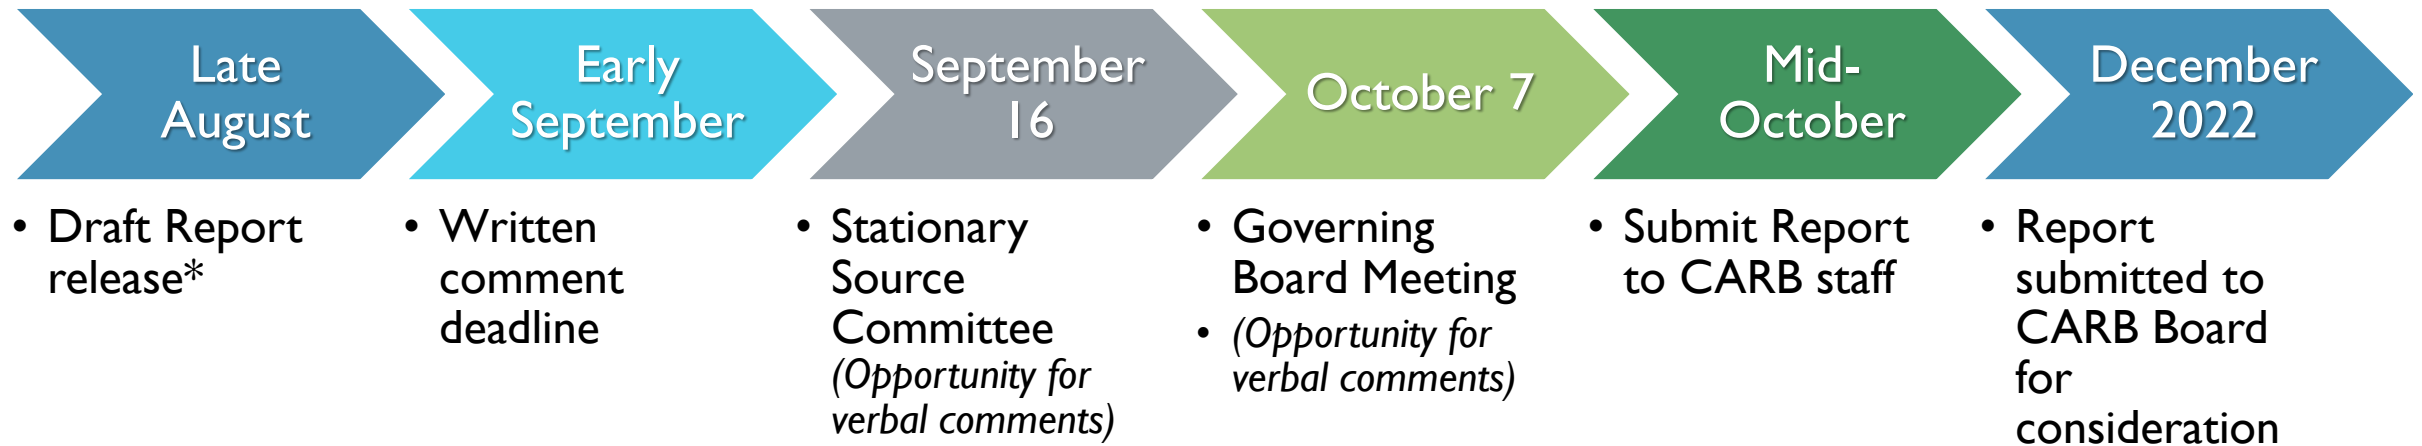 Late
August
Early
September
September
16
October 7
Mid-
October
December
2022
• Draft Report
release*
• Written
comment
deadline
• Stationary
Source
Committee
(Opportunity for
verbal comments)
• Governing
Board Meeting
• (Opportunity for
verbal comments)
• Submit Report
to CARB staff
• Report
submitted to
CARB Board
for
consideration